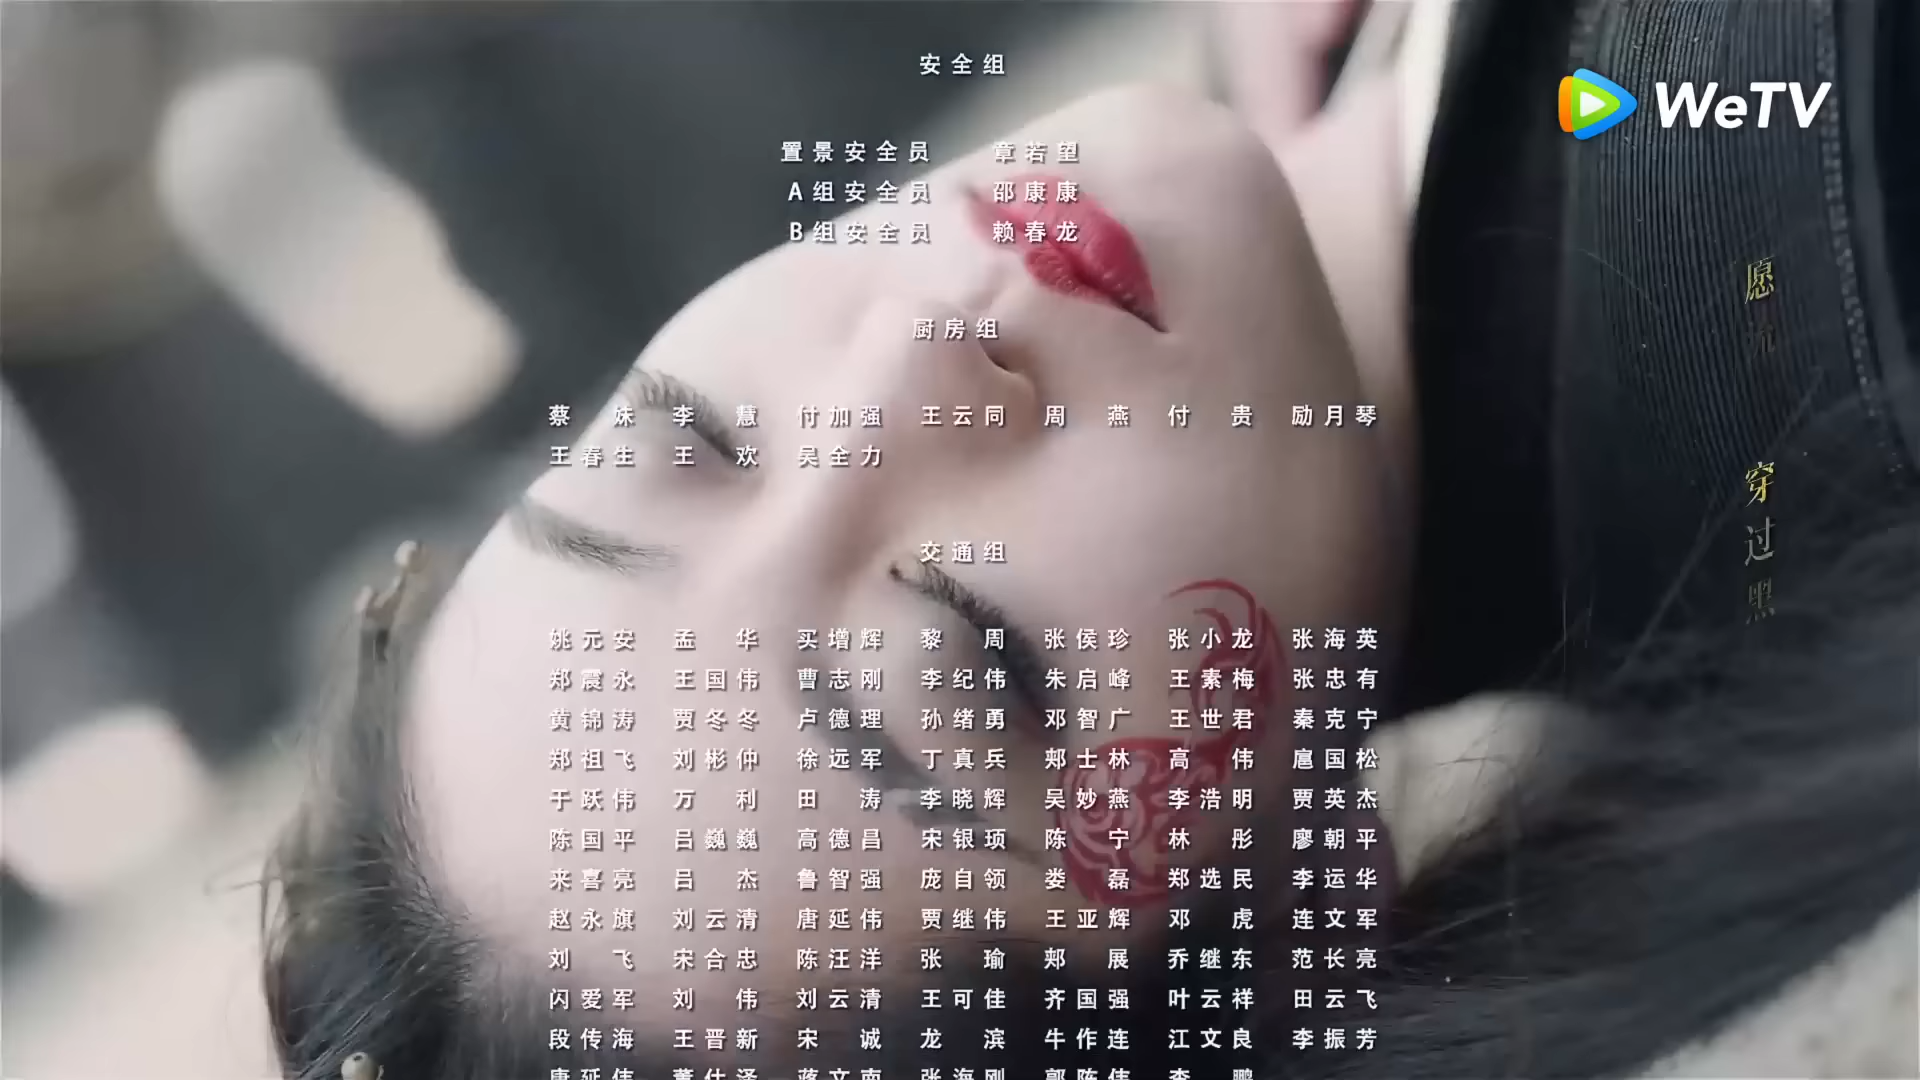 安全组
WeTV
置景安全员 章若望
A组安全员 邵康康
B组安全员 赖春龙
厨房组
蔡妹 李慧 付加强 王云同 周燕 付贵 励月琴
王春生 王欢 吴全力
交通组
姚元安 孟华 买增辉 黎周 张侯珍 张小龙 张海英
郑震永 王国伟 曹志刚 李纪伟 朱启峰 王素梅 张忠有
黄锦涛 贾冬冬 卢德理 孙绪勇 邓智广 王世君 秦克宁
郑祖飞 刘彬仲 徐远军 丁真兵 郏士林 高伟 扈国松
于跃伟 万利 田涛 李晓辉 吴妙燕 李浩明 贾英杰
陈国平 吕巍巍 高德昌 宋银顼 陈宁 林彤 廖朝平
来喜亮 吕杰 鲁智强 庞自领 娄磊 郑选民 李运华
赵永旗 刘云清 唐延伟 贾继伟 王亚辉 邓虎 连文军
刘飞 宋合忠 陈汪洋 张瑜 郏展 乔继东 范长亮
闪爱军 刘伟 刘云清 王可佳 齐国强 叶云祥 田云飞
段传海 王晋新 宋诚 龙滨 牛作连 江文良 李振芳
愿流
穿过黑